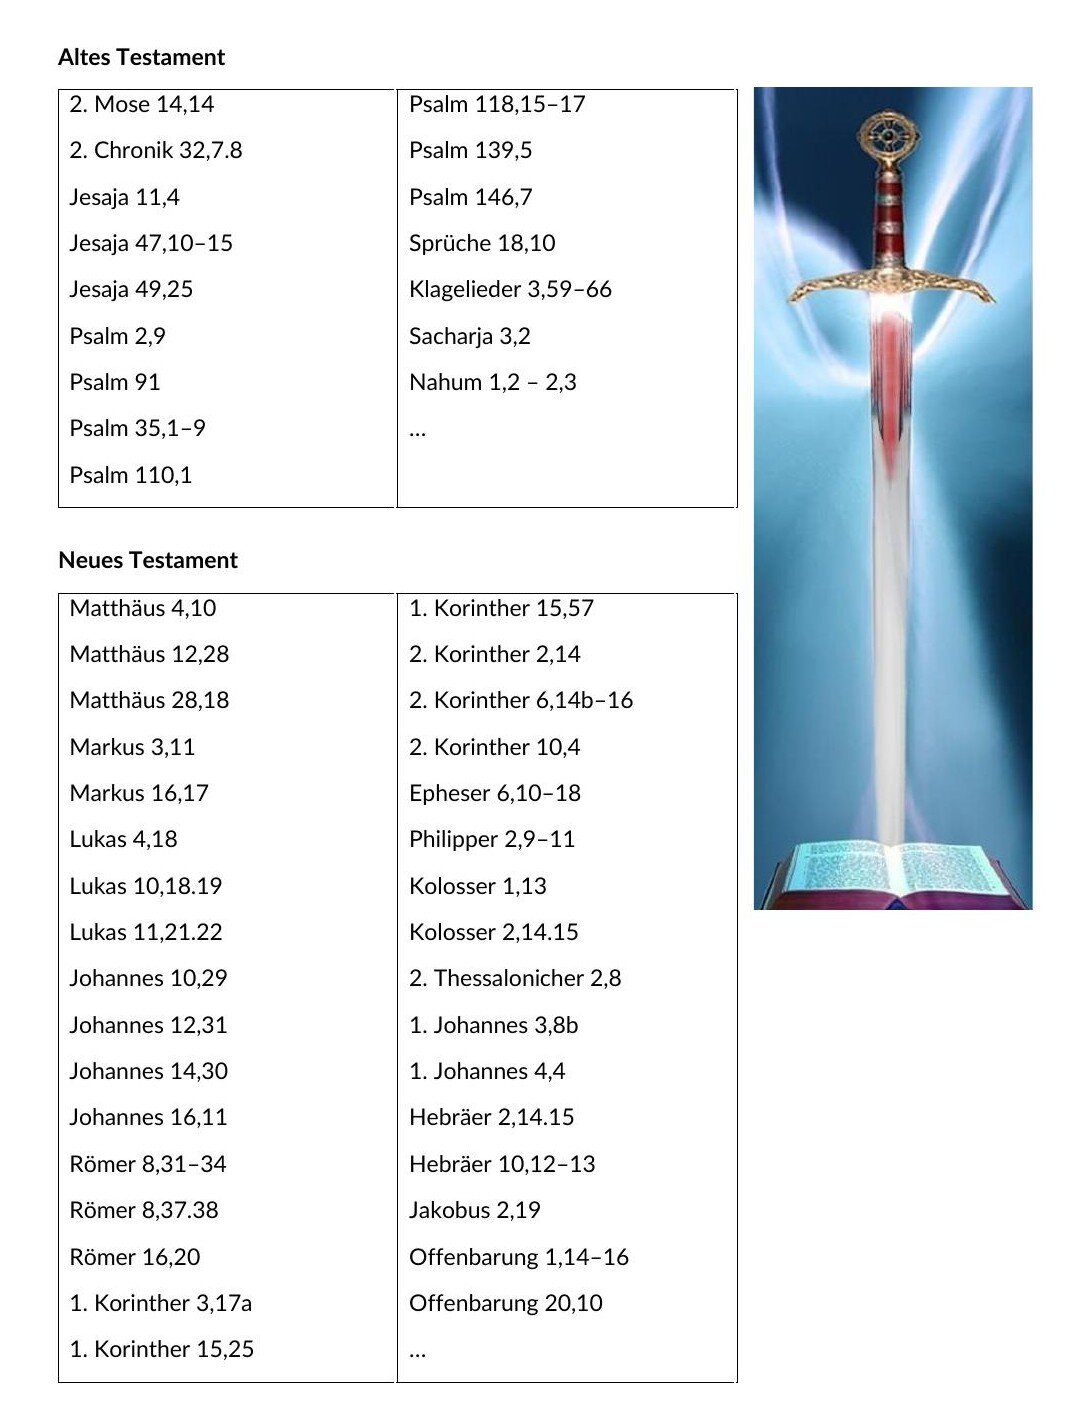 Altes Testament
2. Mose 14,14
2. Chronik 32,7.8
Jesaja 11,4
Jesaja 47,10–15
Jesaja 49,25
Psalm 2,9
Psalm 91
Psalm 35,1–9
Psalm 110,1
Psalm 118,15–17
Psalm 139,5
Psalm 146,7
Sprüche 18,10
Klagelieder 3,59–66
Sacharja 3,2
Nahum 1,2 – 2,3
...
Neues Testament
Matthäus 4,10
Matthäus 12,28
Matthäus 28,18
Markus 3,11
Markus 16,17
Lukas 4,18
Lukas 10,18.19
Lukas 11,21.22
Johannes 10,29
Johannes 12,31
Johannes 14,30
Johannes 16,11
Römer 8,31–34
Römer 8,37.38
Römer 16,20
1. Korinther 3,17a
1. Korinther 15,25
1. Korinther 15,57
2. Korinther 2,14
2. Korinther 6,14b–16
2. Korinther 10,4
Epheser 6,10–18
Philipper 2,9–11
Kolosser 1,13
Kolosser 2,14.15
2. Thessalonicher 2,8
1. Johannes 3,8b
1. Johannes 4,4
Hebräer 2,14.15
Hebräer 10,12–13
Jakobus 2,19
Offenbarung 1,14–16
Offenbarung 20,10
...